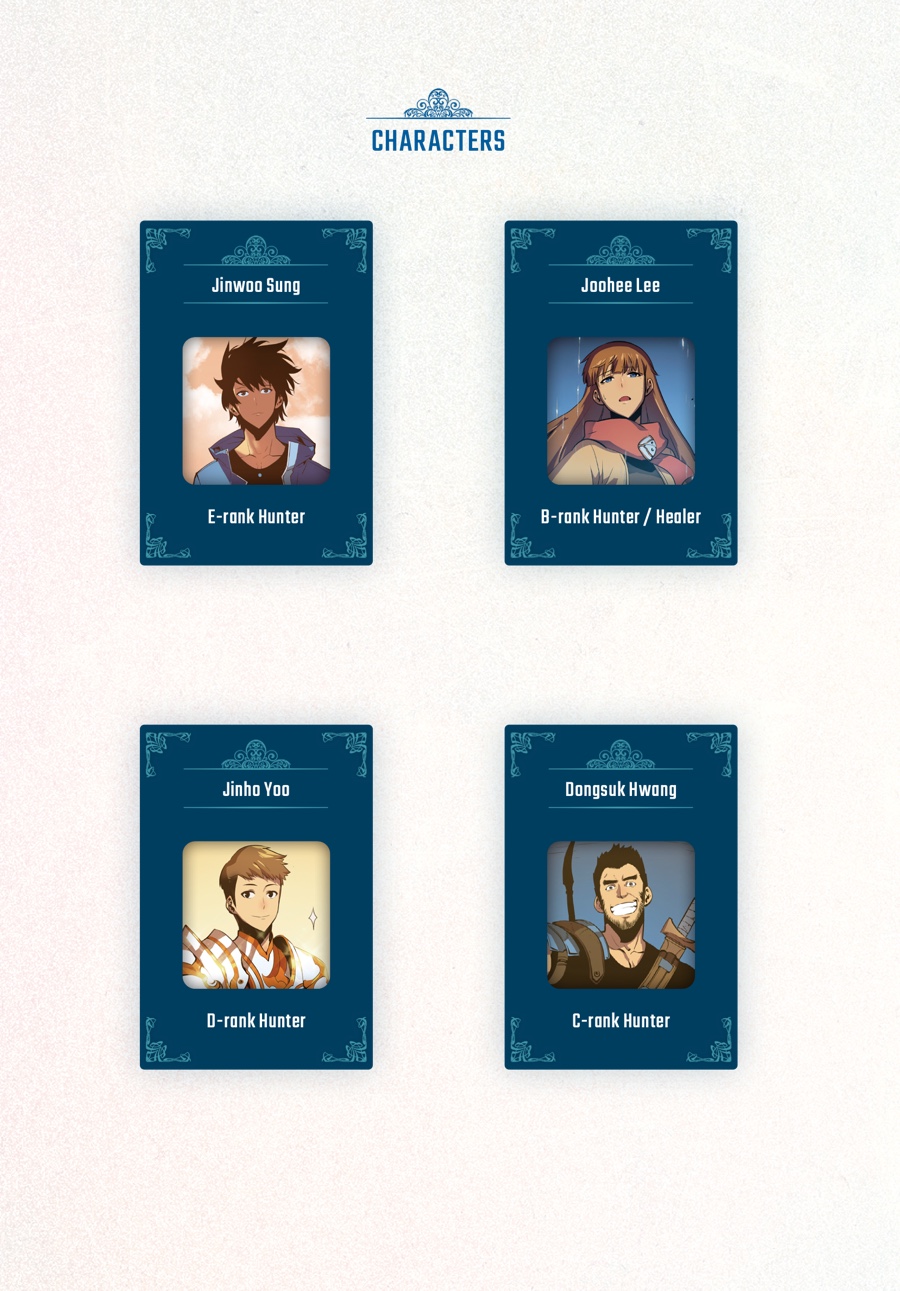 CHARACTERS
Jinwoo Sung
E-rank Hunter
Joohee Lee
B-rank Hunter / Healer
Jinho Yoo
D-rank Hunter
Dongsuk Hwang
C-rank Hunter